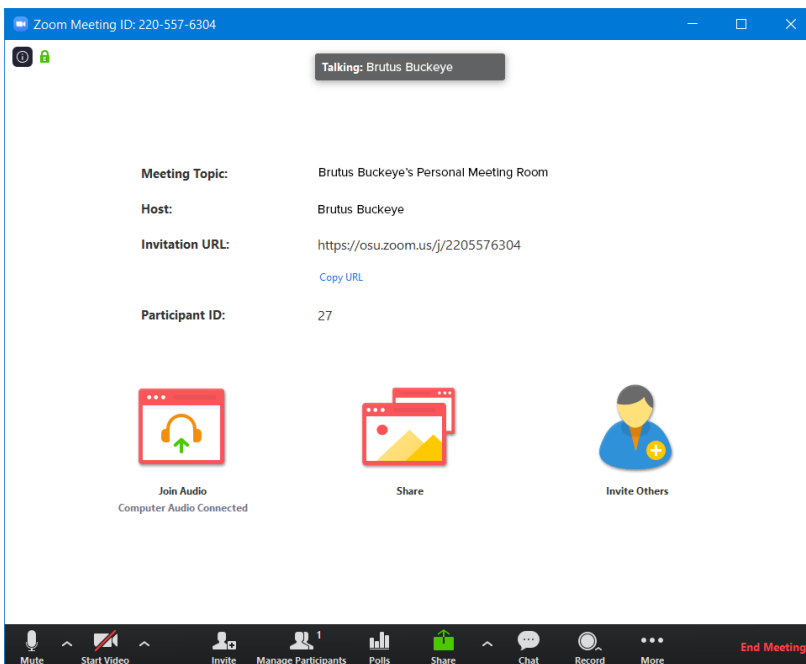 Zoom Meeting ID: 220-557-6304
Talking: Brutus Buckeye
Meeting Topic: Brutus Buckeye's Personal Meeting Room
Host: Brutus Buckeye
Invitation URL: https://osu.zoom.us/j/2205576304
Copy URL
Participant ID: 27
Join Audio Share Invite Others
Computer Audio Connected
1
Mute Start Video Invite Manage Participants Polls Share Chat Record More End Meeting